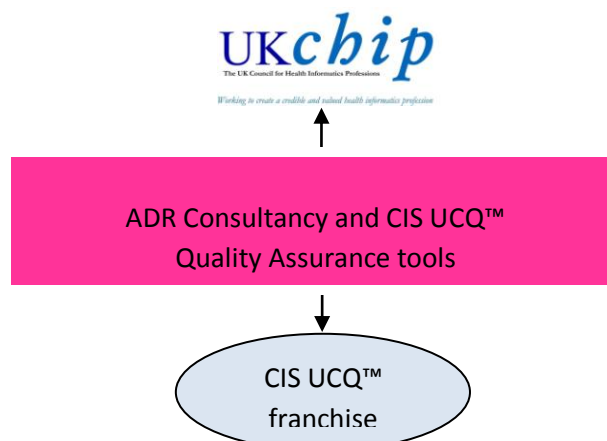 UKchip
The UK Council for Health Informatics Professions
Working to create a credible and valued health informatics profession
ADR Consultancy and CIS UCQ™
Quality Assurance tools
CIS UCQ™
franchise